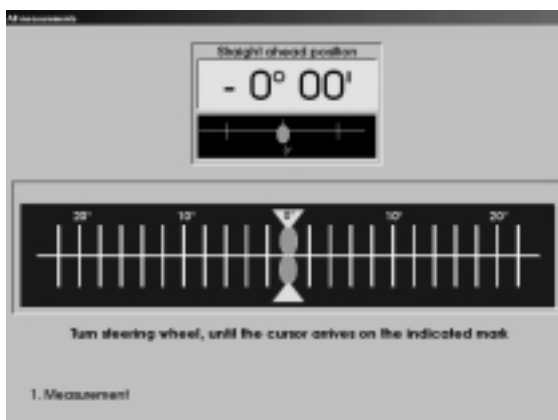 All measurements
Straight ahead position
- 0° 00'
20° 10° 0° 10° 20°
Turn steering wheel, until the cursor arrives on the indicated mark
1. Measurement